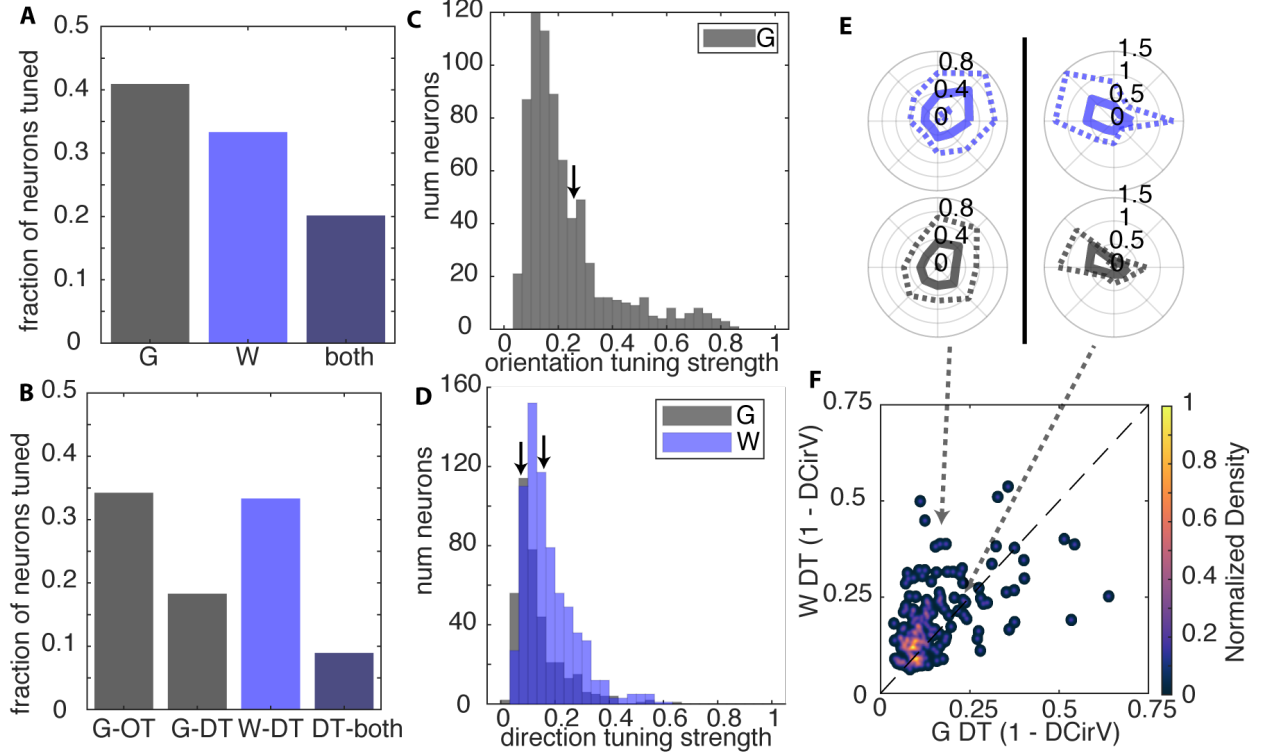 A
fraction of neurons tuned
0.5
0.4
0.3
0.2
0.1
0
G W both
B
fraction of neurons tuned
0.5
0.4
0.3
0.2
0.1
0
G-OT G-DT W-DT DT-both
C
num neurons
120
100
80
60
40
20
0
G
0 0.2 0.4 0.6 0.8 1
orientation tuning strength
D
num neurons
160
120
80
40
0
G
W
0 0.2 0.4 0.6 0.8 1
direction tuning strength
E
0.8
0.4
0
1.5
1
0.5
0
0.8
0.4
0
1.5
1
0.5
0
F
W DT (1 - DCirV)
0.75
0.5
0.25
0
0 0.25 0.5 0.75
G DT (1 - DCirV)
1
0.8
0.6
0.4
0.2
0
Normalized Density